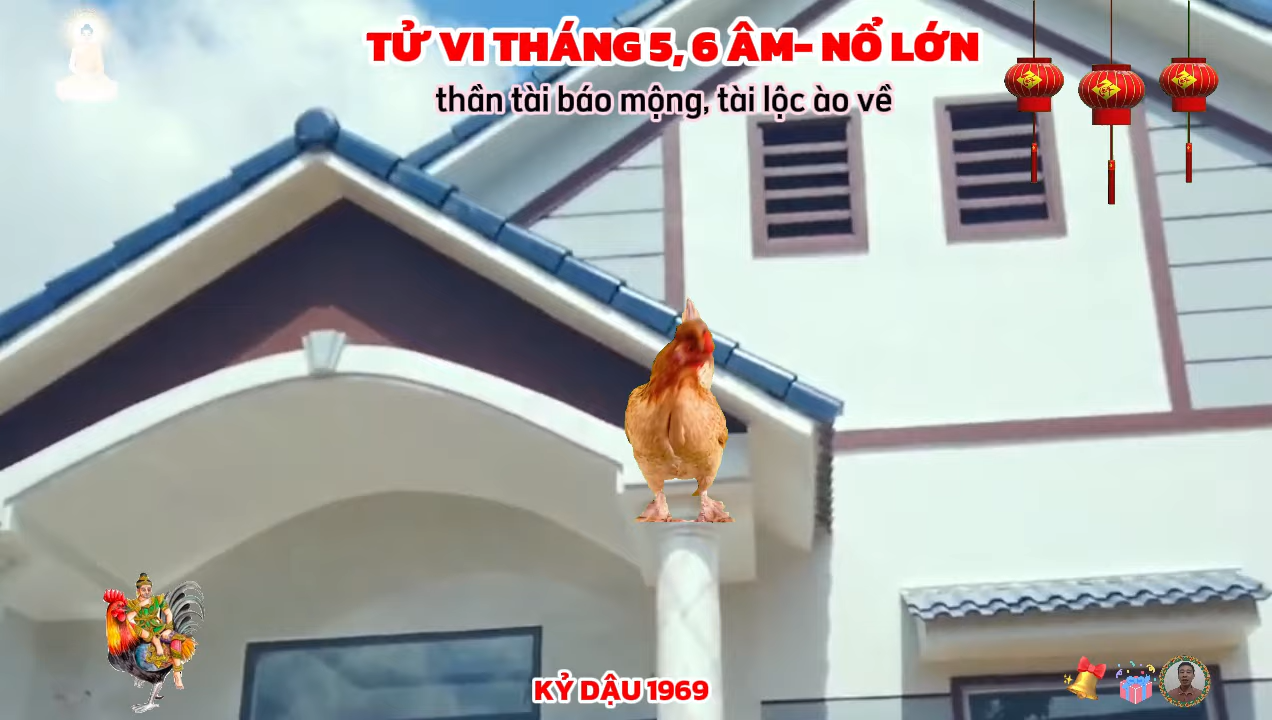 TỬ VI THÁNG 5, 6 ÂM- NỔ LỚN
thần tài báo mộng, tài lộc ào về
KỶ DẬU 1969